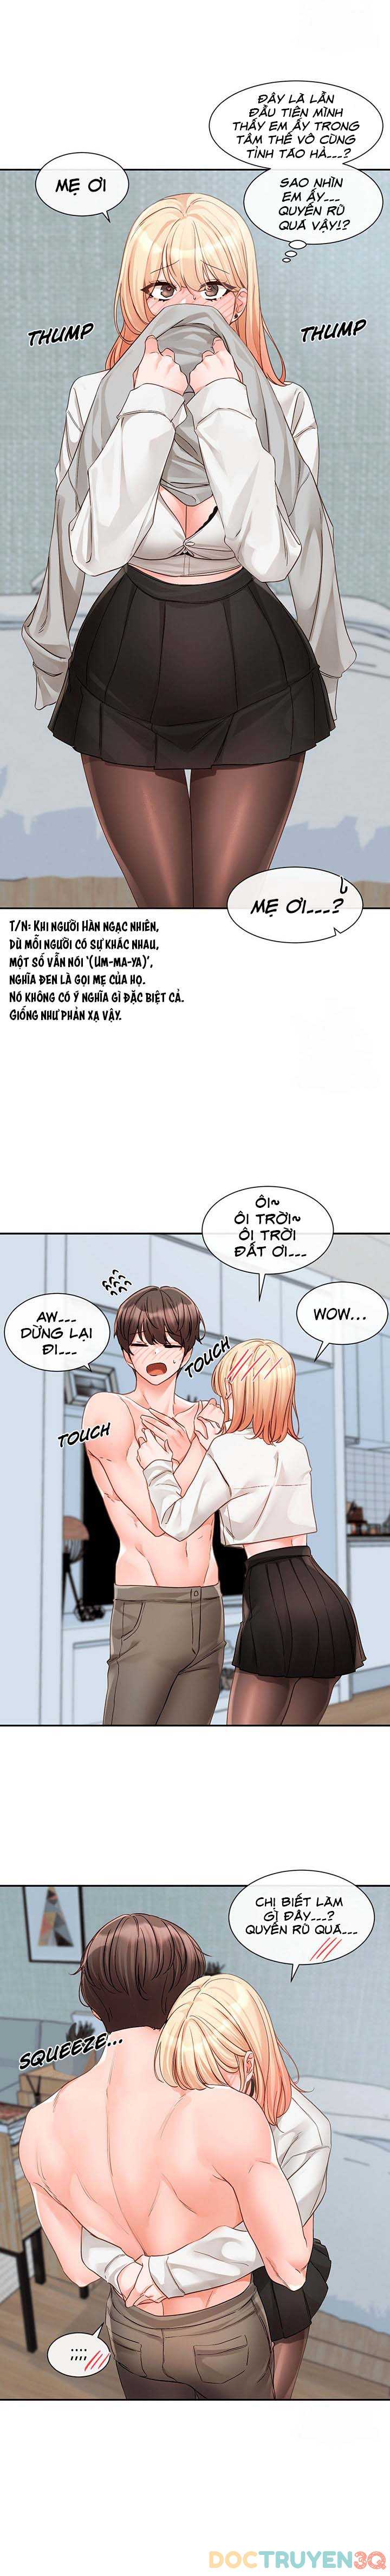 ĐÂY LÀ LẦN
ĐẦU TIÊN MÌNH
THẤY EM ẤY TRONG
TÂM THẾ VÔ CÙNG
TỈNH TÁO HẢ...?
MẸ ƠI
SAO NHÌN
EM ẤY...
QUYẾN RŨ
QUÁ VẬY!?
THUMP
THUMP
MẸ ƠI...?
T/N: KHI NGƯỜI HÀN NGẠC NHIÊN,
DÙ MỖI NGƯỜI CÓ SỰ KHÁC NHAU,
MỘT SỐ VẪN NÓI '(UM-MA-YA)',
NGHĨA ĐEN LÀ GỌI MẸ CỦA HỌ.
NÓ KHÔNG CÓ Ý NGHĨA GÌ ĐẶC BIỆT CẢ.
GIỐNG NHƯ PHẢN XẠ VẬY.
ÔI~
ÔI TRỜI~
ÔI TRỜI
ĐẤT ƠI...
AW...
DỪNG LẠI
ĐI...
WOW...
TOUCH
TOUCH
CHỊ BIẾT LÀM
GÌ ĐÂY...?
QUYẾN RŨ QUÁ...
SQUEEZE...
;;;;
DOCTRUYEN3Q